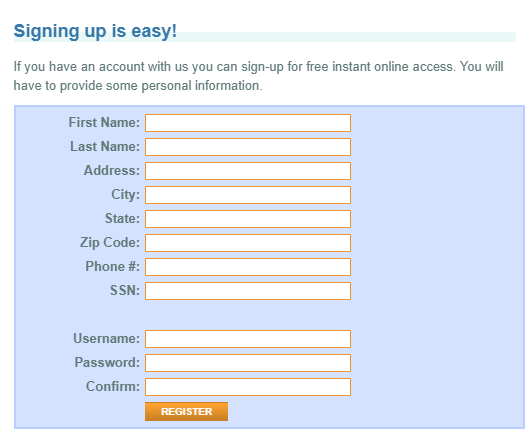 Signing up is easy!
If you have an account with us you can sign-up for free instant online access. You will
have to provide some personal information.
First Name:
Last Name:
Address:
City:
State:
Zip Code:
Phone #:
SSN:
Username:
Password:
Confirm:
REGISTER